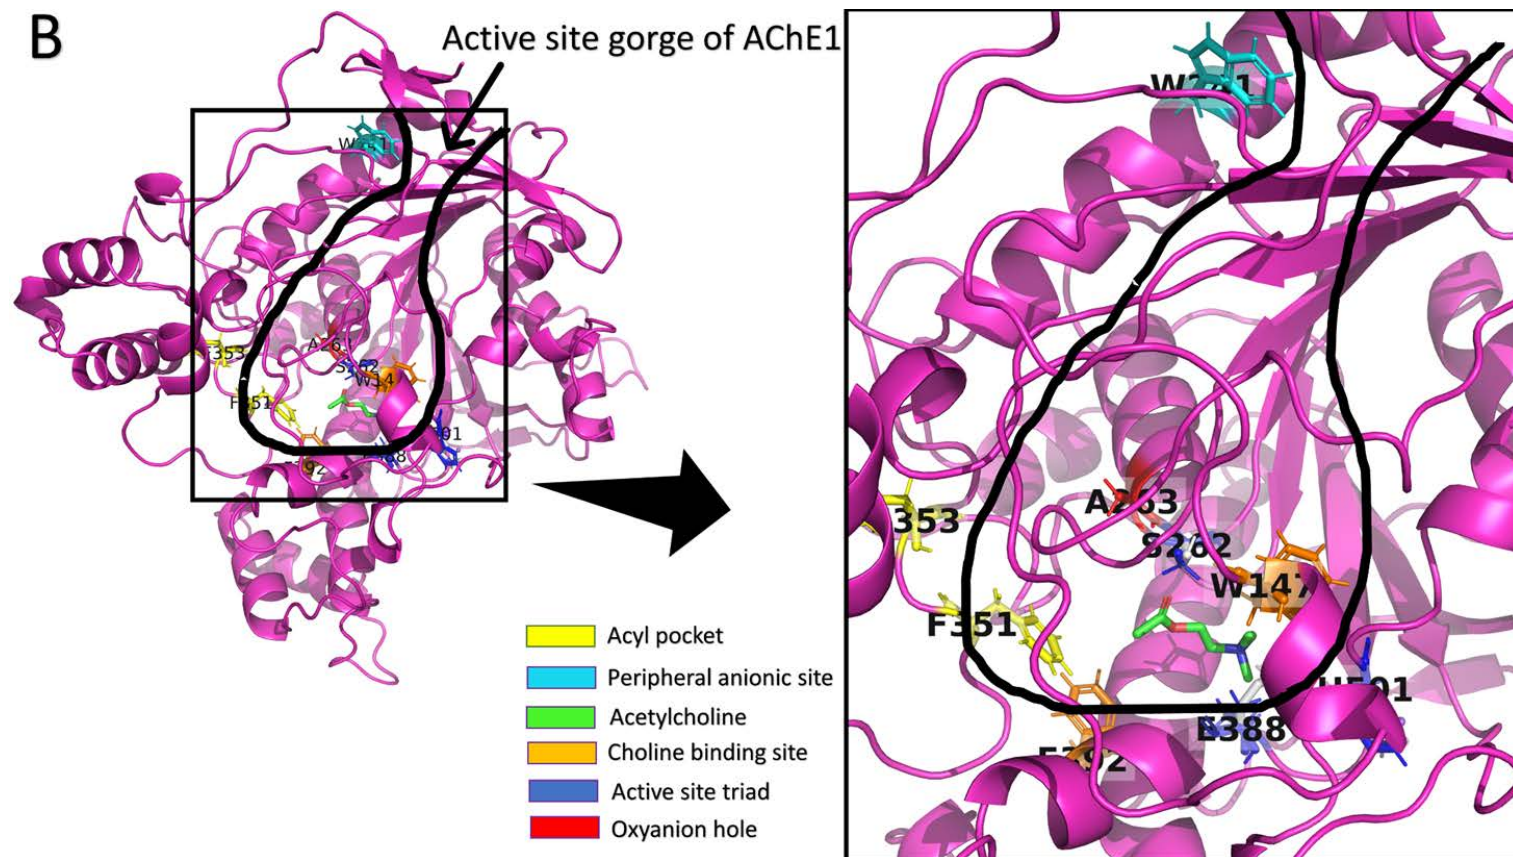 B
Active site gorge of AChE1
F351
Acyl pocket
Peripheral anionic site
Acetylcholine
Choline binding site
Active site triad
Oxyanion hole
A263
353
S262
W147
F351
E388